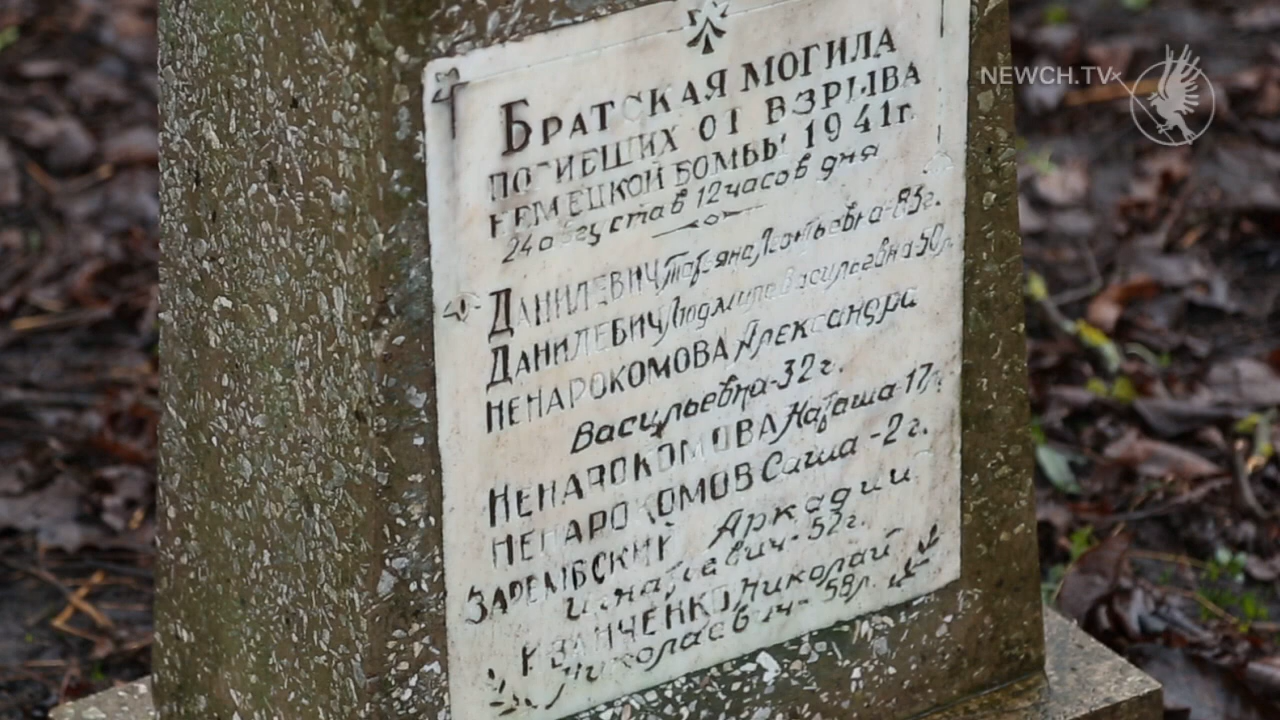 NEWCH.TV
БРАТСКАЯ МОГИЛА
ПОГИБШИХ ОТ ВЗРЫВА
НЕМЕЦКОЙ БОМБЫ 1941г.
24 августа в 12 часов дня
ДАНИЛЕВИЧ Татьяна Леонтьевна-83г.
ДАНИЛЕВИЧ Людмила Васильевна-50л.
НЕНАРОКОМОВА Александра
Васильевна-32г.
НЕНАРОКОМОВА Наташа-17л.
НЕНАРОКОМОВ Саша-2г.
ЗАРЕМБСКИЙ Аркадий
Игнатьевич-52г.
ИВАНЧЕНКО Николай
Николаевич-58л.